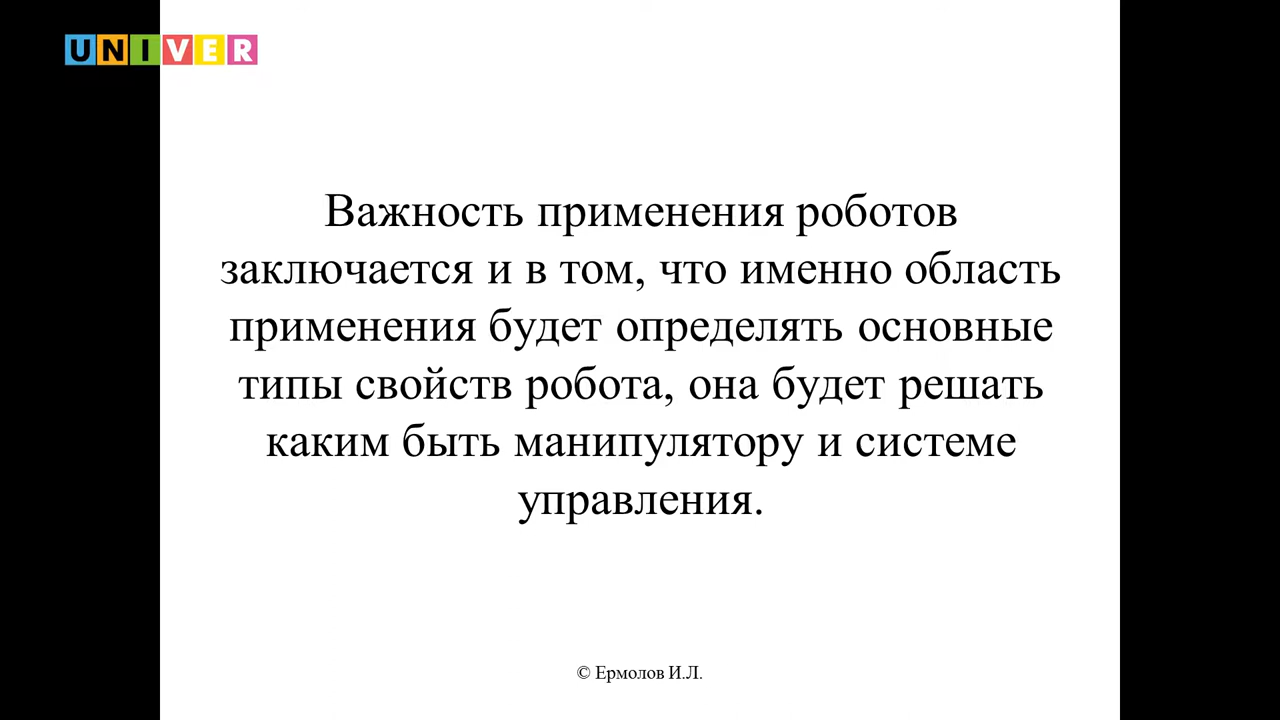 UNIVER
Важность применения роботов
заключается и в том, что именно область
применения будет определять основные
типы свойств робота, она будет решать
каким быть манипулятору и системе
управления.
© Ермолов И.Л.